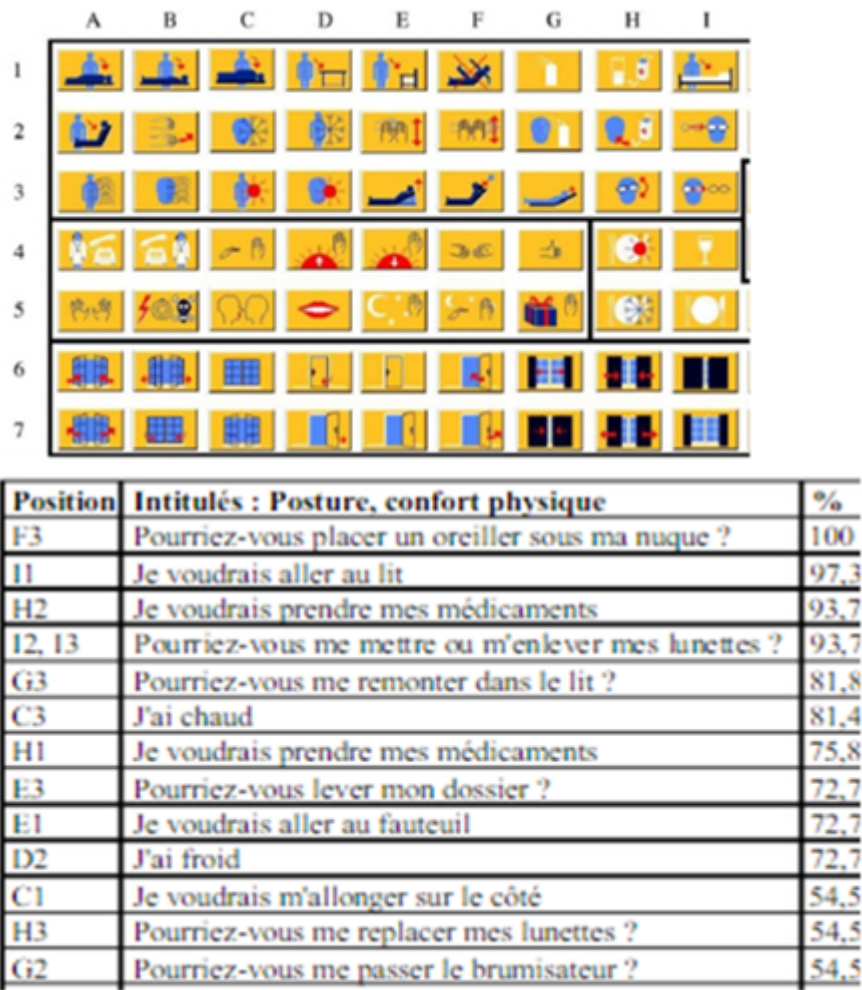 A B C D E F G H I
1
2
3
4
5
6
7
Position Intitulés : Posture, confort physique %
F3 Pourriez-vous placer un oreiller sous ma nuque ? 100
I1 Je voudrais aller au lit 97,3
H2 Je voudrais prendre mes médicaments 93,7
I2, I3 Pourriez-vous me mettre ou m'enlever mes lunettes ? 93,7
G3 Pourriez-vous me remonter dans le lit ? 81,8
C3 J'ai chaud 81,4
H1 Je voudrais prendre mes médicaments 75,8
E3 Pourriez-vous lever mon dossier ? 72,7
E1 Je voudrais aller au fauteuil 72,7
D2 J'ai froid 72,7
C1 Je voudrais m'allonger sur le côté 54,5
H3 Pourriez-vous me replacer mes lunettes ? 54,5
G2 Pourriez-vous me passer le brumisateur ? 54,5